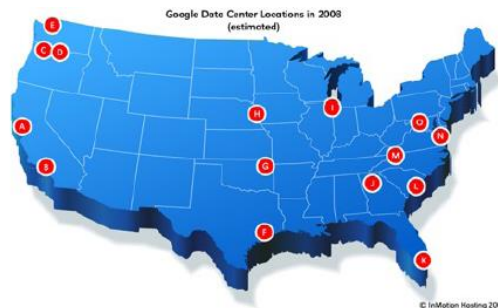 Google Date Center Locations in 2008
(estimated)
E
C D
H
I
A
O
N
M
B
G
J
L
F
K
© InMotion Hosting 20